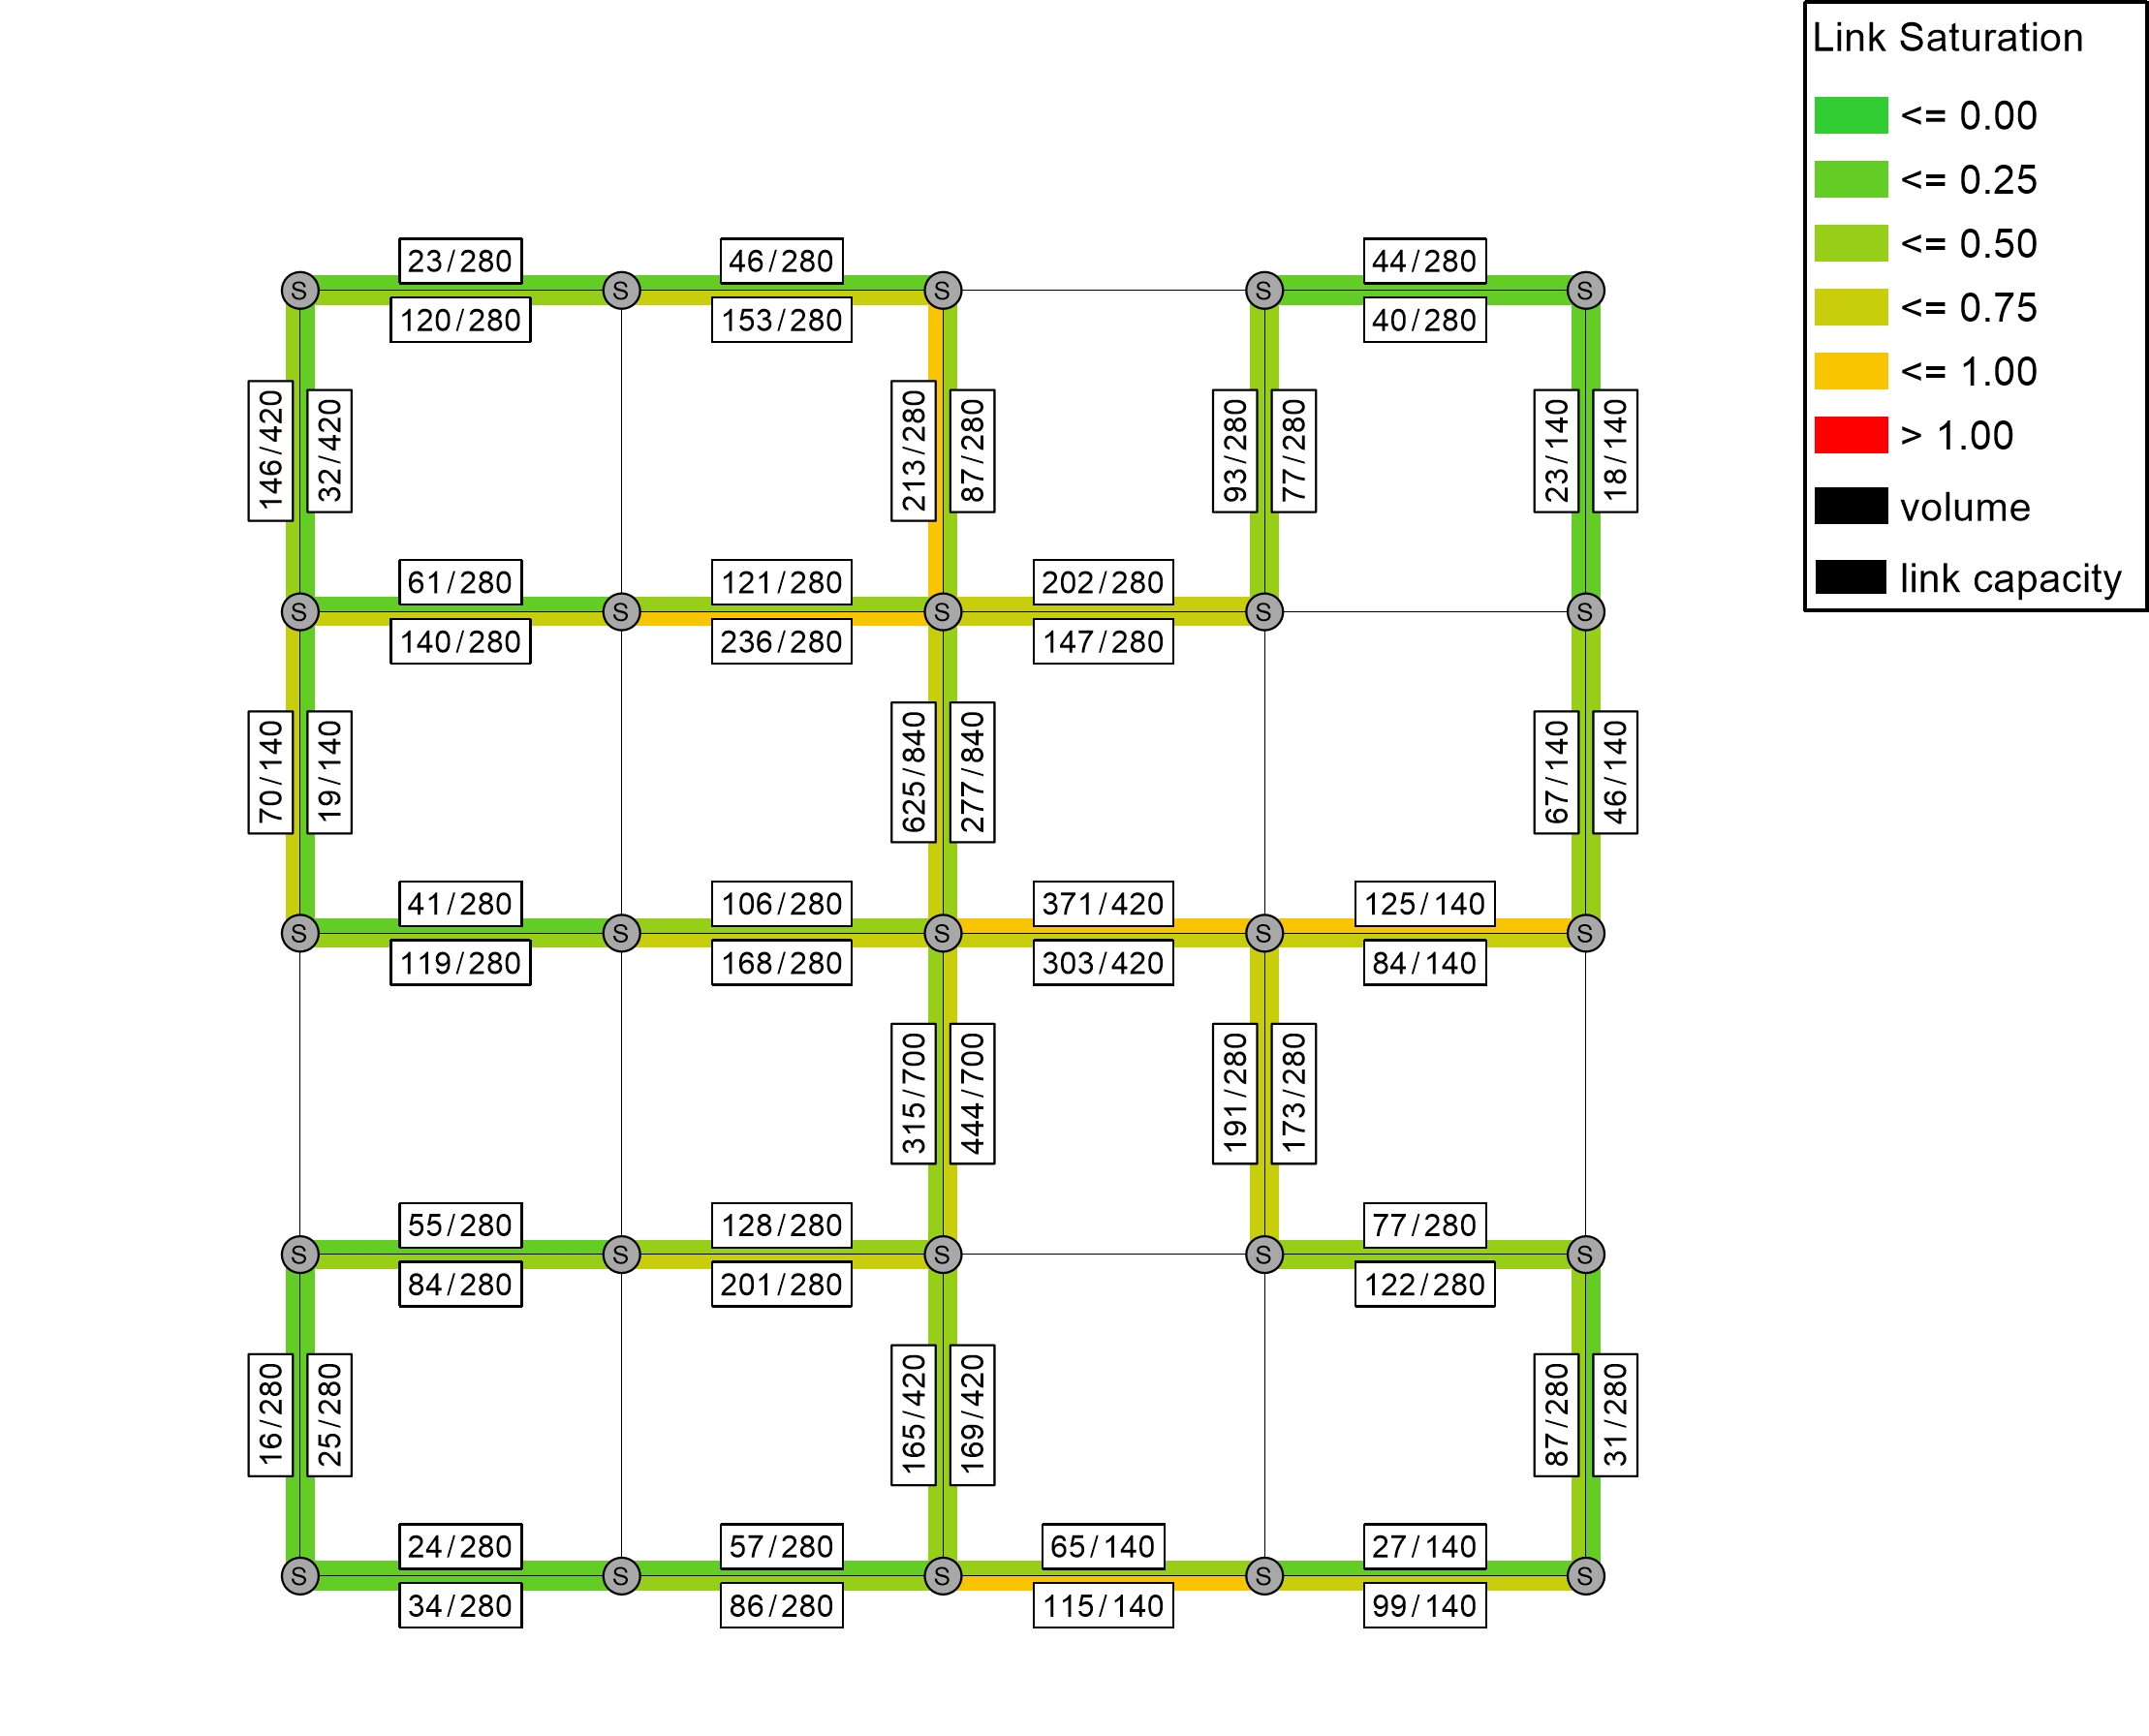 Link Saturation
<= 0.00
<= 0.25
<= 0.50
<= 0.75
<= 1.00
> 1.00
volume
link capacity
23/280
46/280
44/280
S
S
S
S
S
120/280
153/280
40/280
146/420
32/420
213/280
87/280
93/280
77/280
23/140
18/140
61/280
121/280
202/280
S
S
S
S
S
140/280
236/280
147/280
70/140
19/140
625/840
277/840
67/140
46/140
41/280
106/280
371/420
125/140
S
S
S
S
S
119/280
168/280
303/420
84/140
315/700
444/700
191/280
173/280
55/280
128/280
77/280
S
S
S
S
S
84/280
201/280
122/280
16/280
25/280
165/420
169/420
87/280
31/280
24/280
57/280
65/140
27/140
S
S
S
S
S
34/280
86/280
115/140
99/140